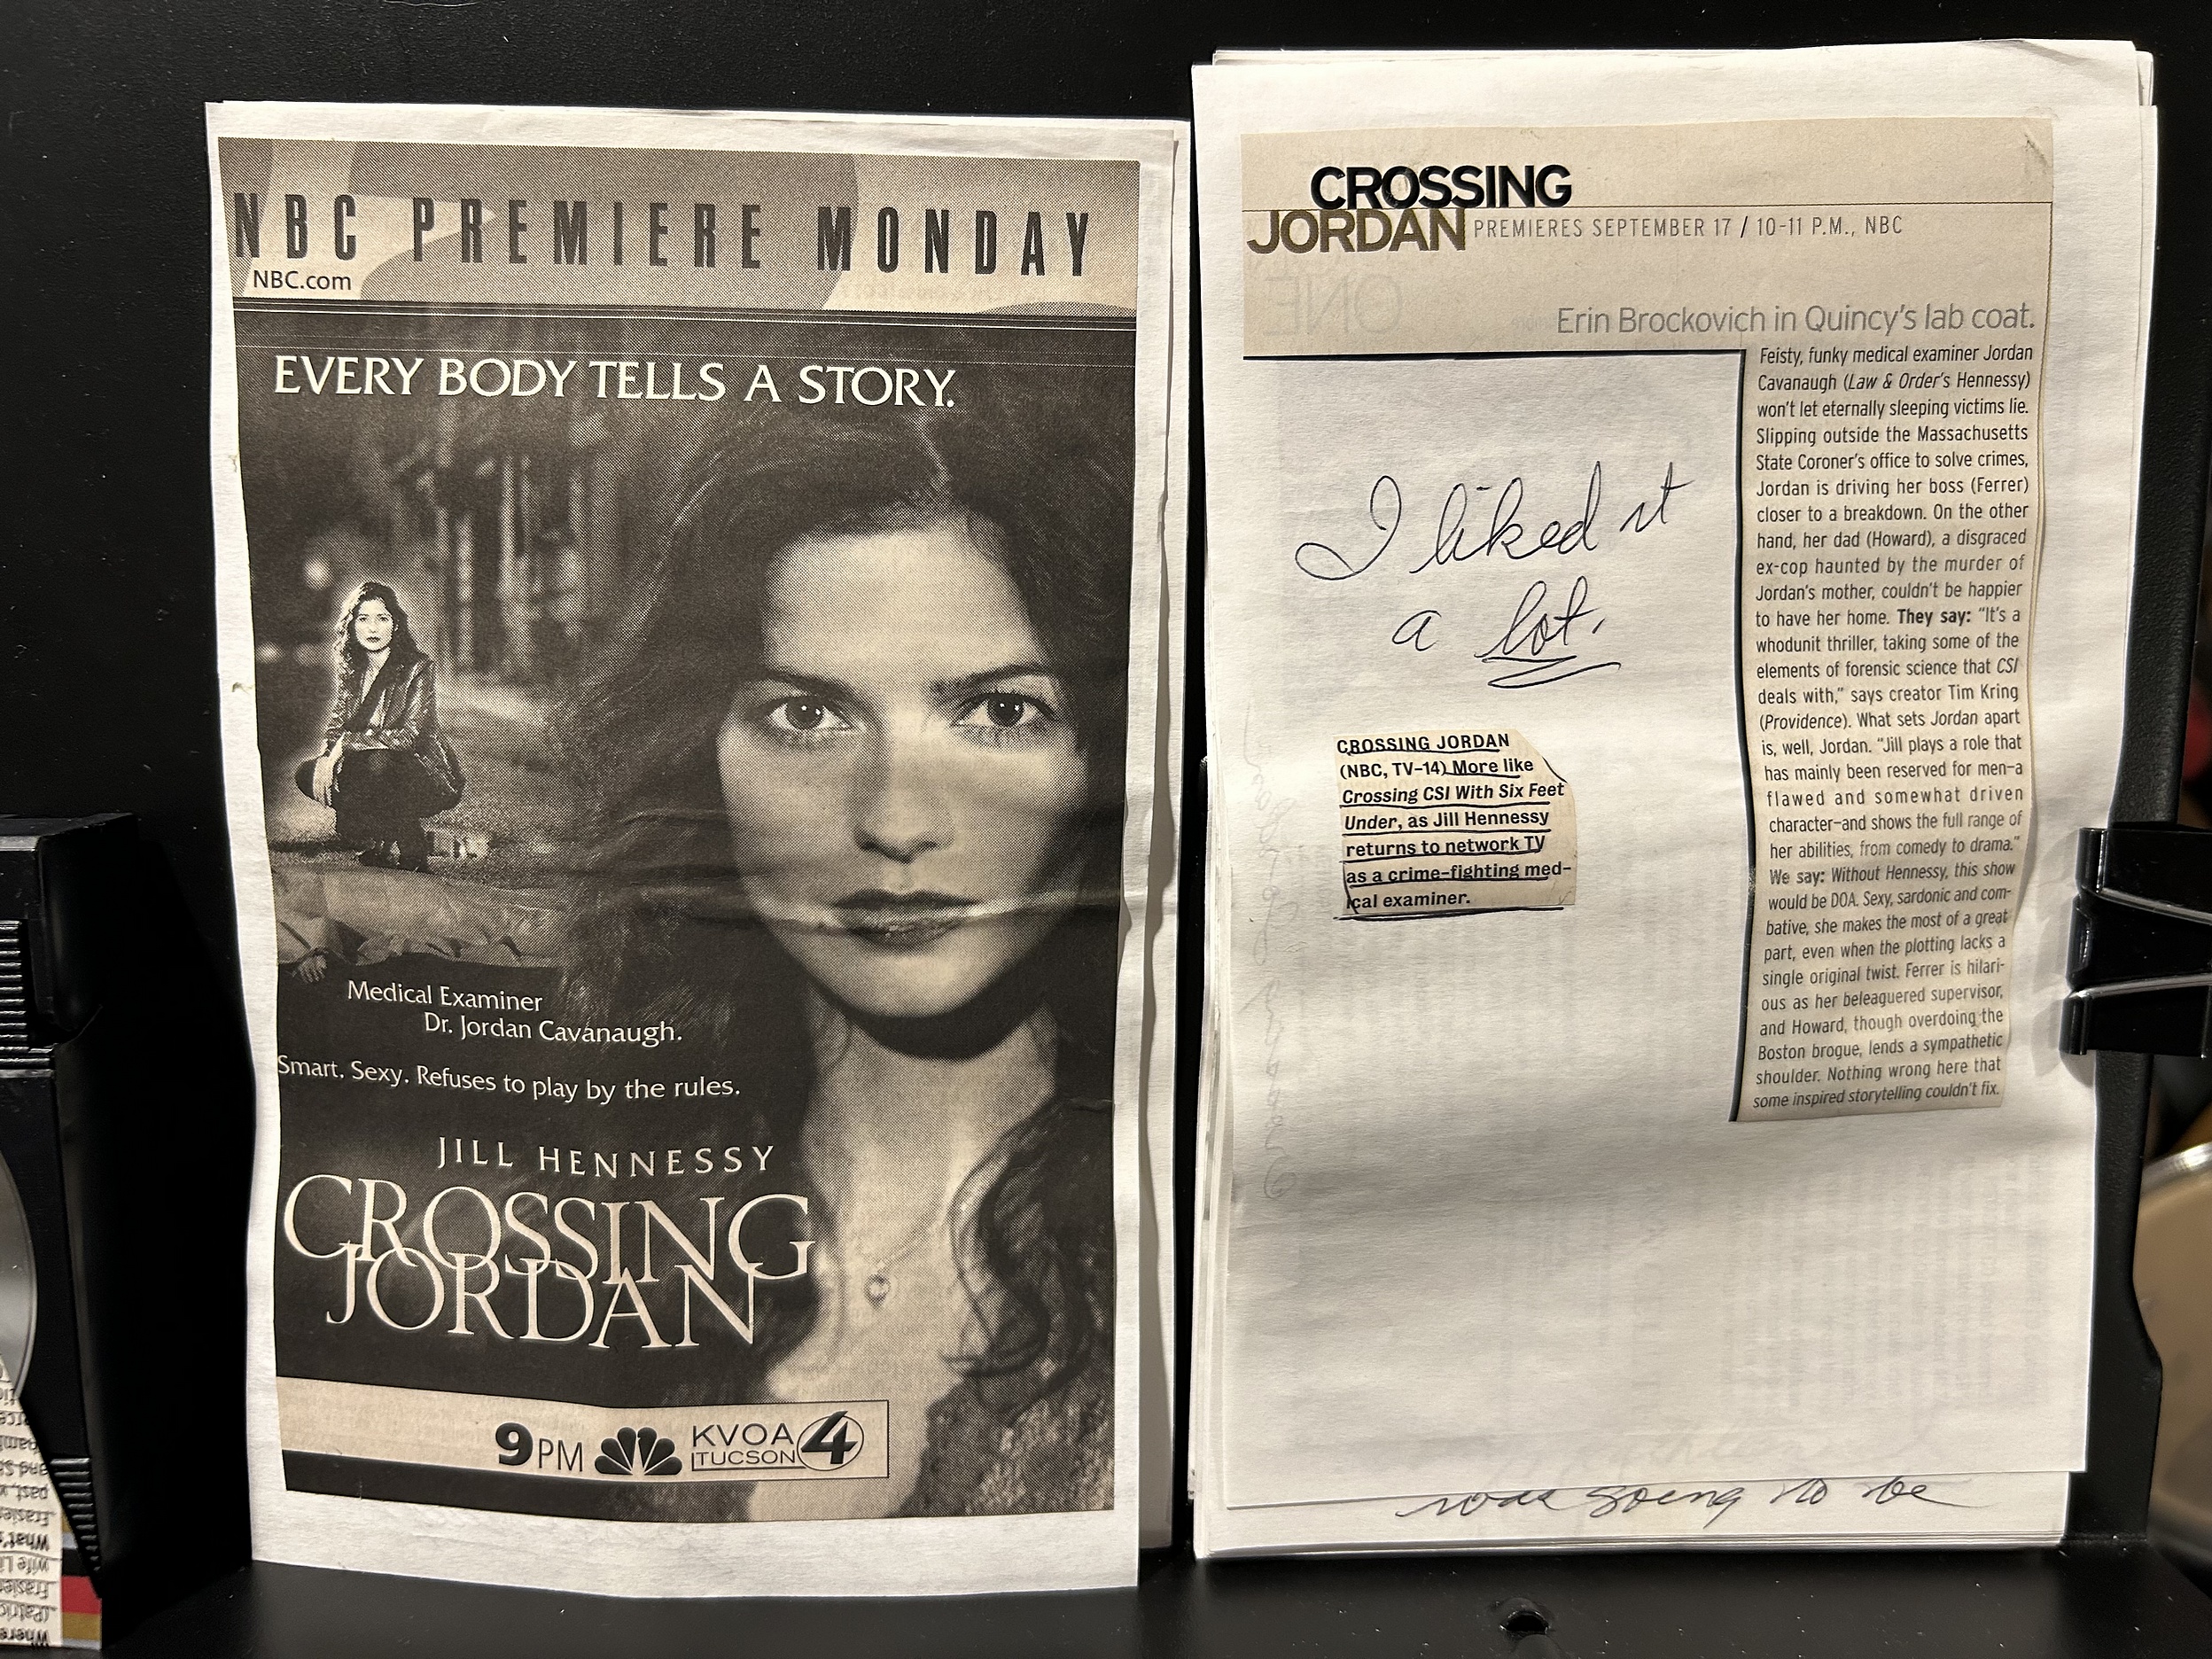 NBC PREMIERE MONDAY
NBC.com
EVERY BODY TELLS A STORY.
Medical Examiner
Dr. Jordan Cavanaugh.
Smart. Sexy. Refuses to play by the rules.
JILL HENNESSY
CROSSING
JORDAN
9PM KVOA 4
TUCSON
CROSSING
JORDAN PREMIERES SEPTEMBER 17 / 10-11 P.M., NBC
Erin Brockovich in Quincy's lab coat.
Feisty, funky medical examiner Jordan
Cavanaugh (Law & Order's Hennessy)
won't let eternally sleeping victims lie.
Slipping outside the Massachusetts
State Coroner's office to solve crimes,
Jordan is driving her boss (Ferrer)
closer to a breakdown. On the other
hand, her dad (Howard), a disgraced
ex-cop haunted by the murder of
Jordan's mother, couldn't be happier
to have her home. They say: "It's a
whodunit thriller, taking some of the
elements of forensic science that CSI
deals with," says creator Tim Kring
(Providence). What sets Jordan apart
is, well, Jordan. "Jill plays a role that
has mainly been reserved for men–a
flawed and somewhat driven
character–and shows the full range of
her abilities, from comedy to drama."
We say: Without Hennessy, this show
would be DOA. Sexy, sardonic and com-
bative, she makes the most of a great
part, even when the plotting lacks a
single original twist. Ferrer is hilari-
ous as her beleaguered supervisor,
and Howard, though overdoing the
Boston brogue, lends a sympathetic
shoulder. Nothing wrong here that
some inspired storytelling couldn't fix.
I liked it
a lot.
CROSSING JORDAN
(NBC, TV-14) More like
Crossing CSI With Six Feet
Under, as Jill Hennessy
returns to network TV
as a crime-fighting med-
ical examiner.
was going to be
What's
Frasier
Where